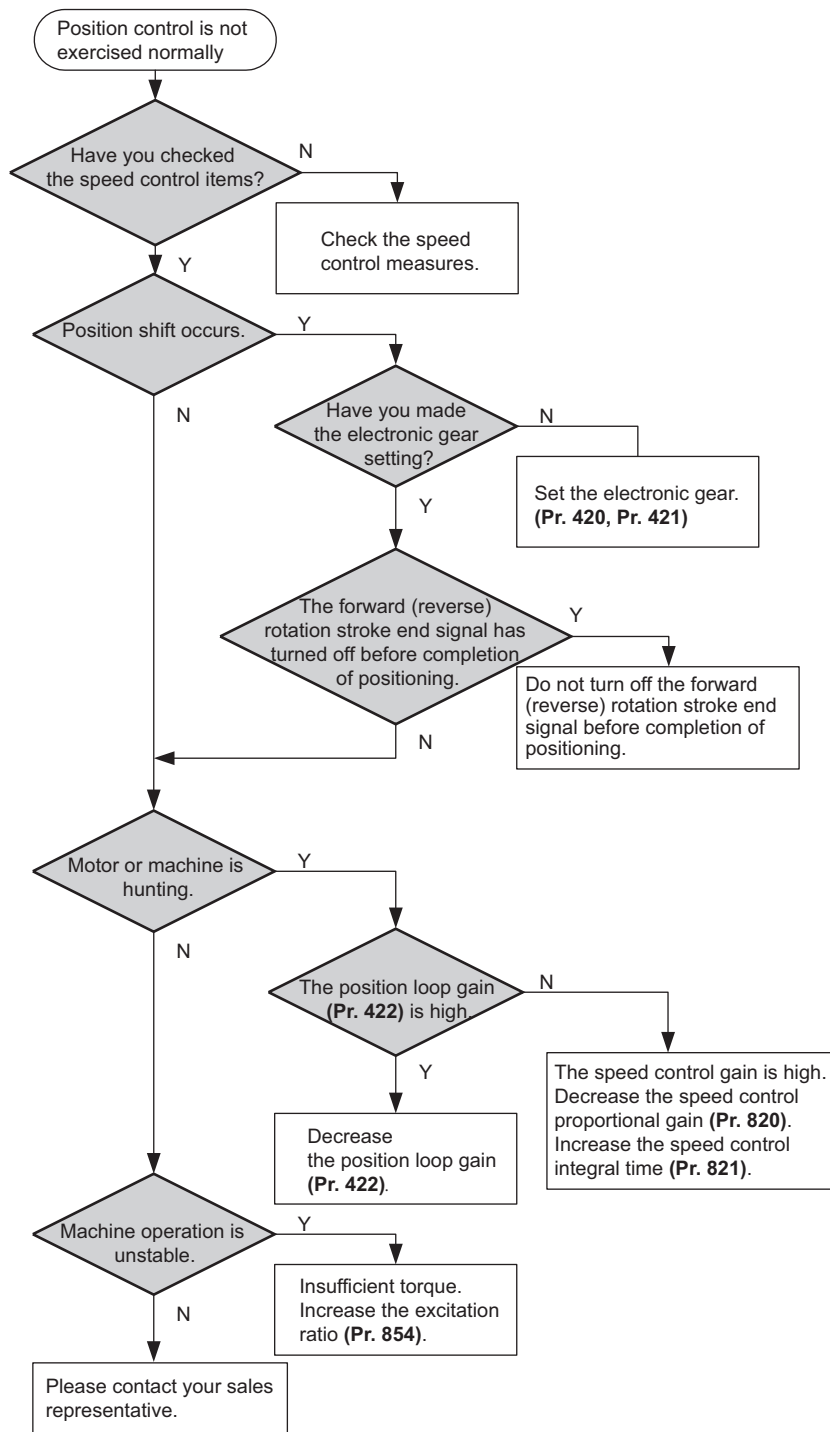 Position control is not
exercised normally
Have you checked
the speed control items?
N
Check the speed
control measures.
Y
Position shift occurs.
Y
N
Have you made
the electronic gear
setting?
N
Set the electronic gear.
(Pr. 420, Pr. 421)
Y
The forward (reverse)
rotation stroke end signal has
turned off before completion
of positioning.
Y
Do not turn off the forward
(reverse) rotation stroke end
signal before completion of
positioning.
N
Motor or machine is
hunting.
Y
N
The position loop gain
(Pr. 422) is high.
N
The speed control gain is high.
Decrease the speed control
proportional gain (Pr. 820).
Increase the speed control
integral time (Pr. 821).
Y
Decrease
the position loop gain
(Pr. 422).
Machine operation is
unstable.
Y
Insufficient torque.
Increase the excitation
ratio (Pr. 854).
N
Please contact your sales
representative.